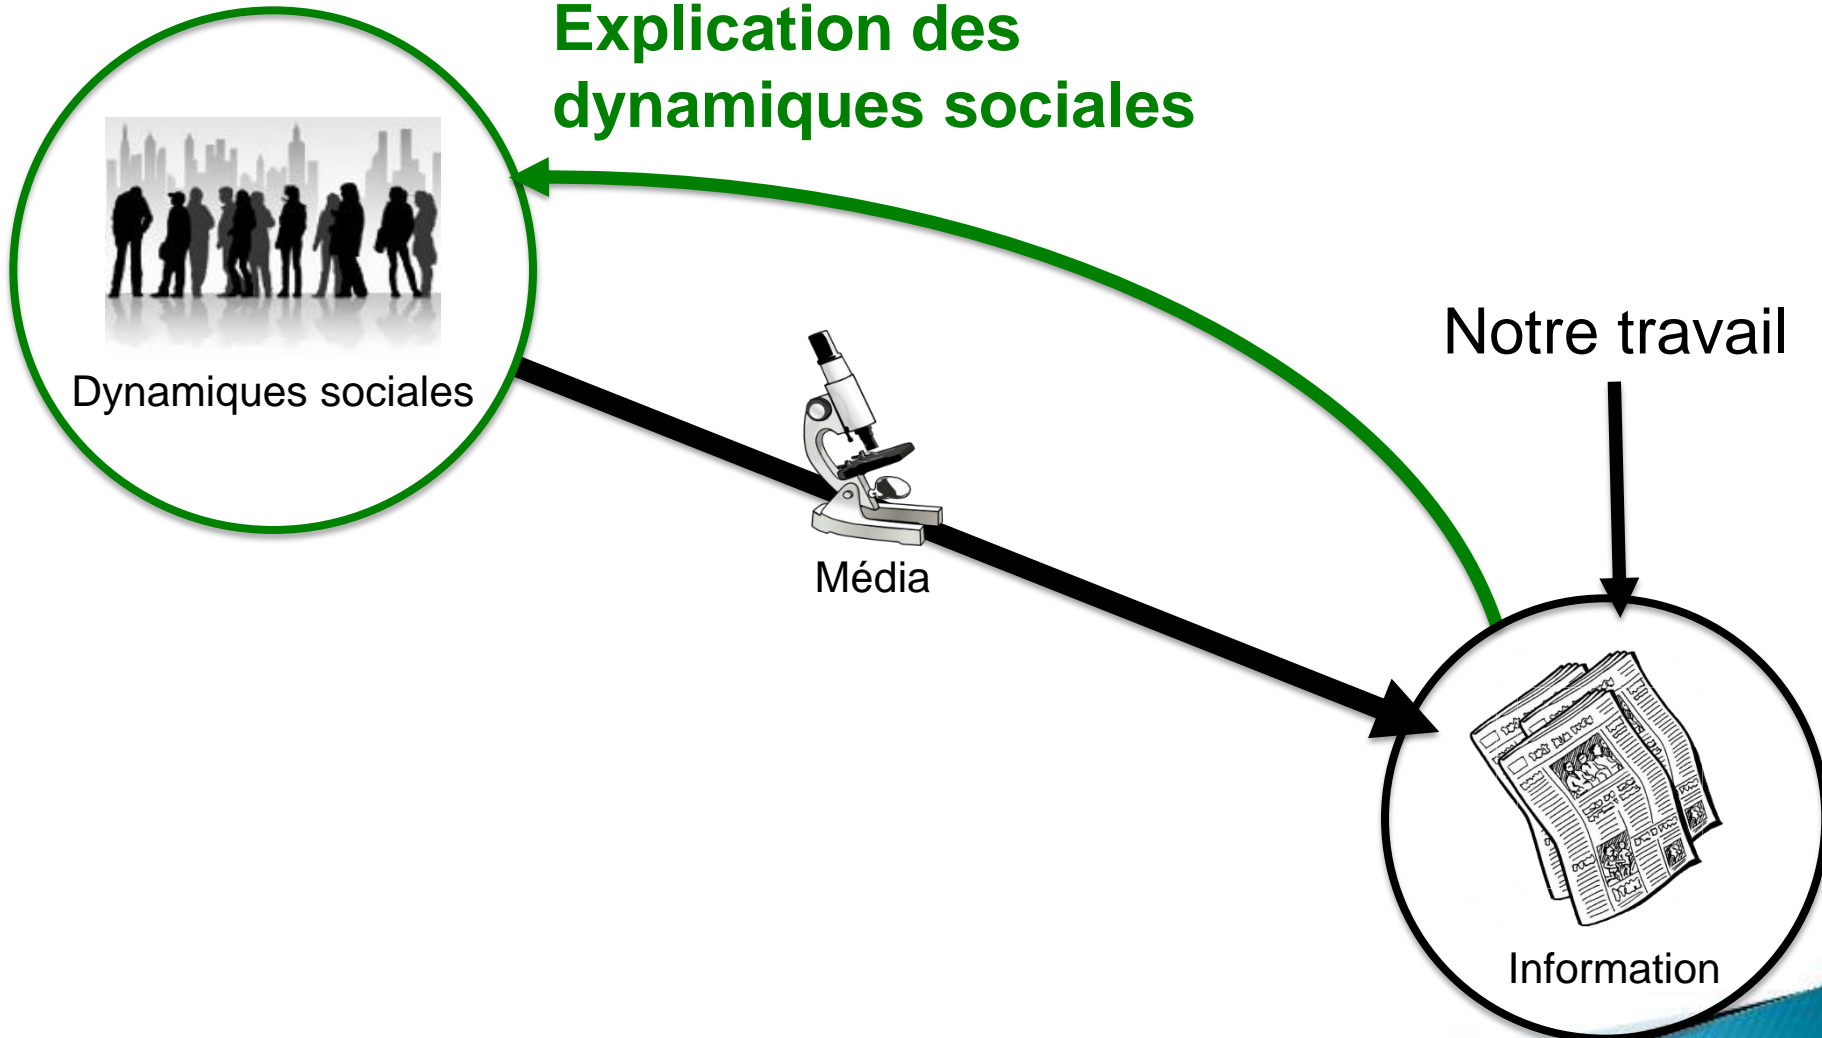 Explication des
dynamiques sociales
Dynamiques sociales
Notre travail
Média
Information